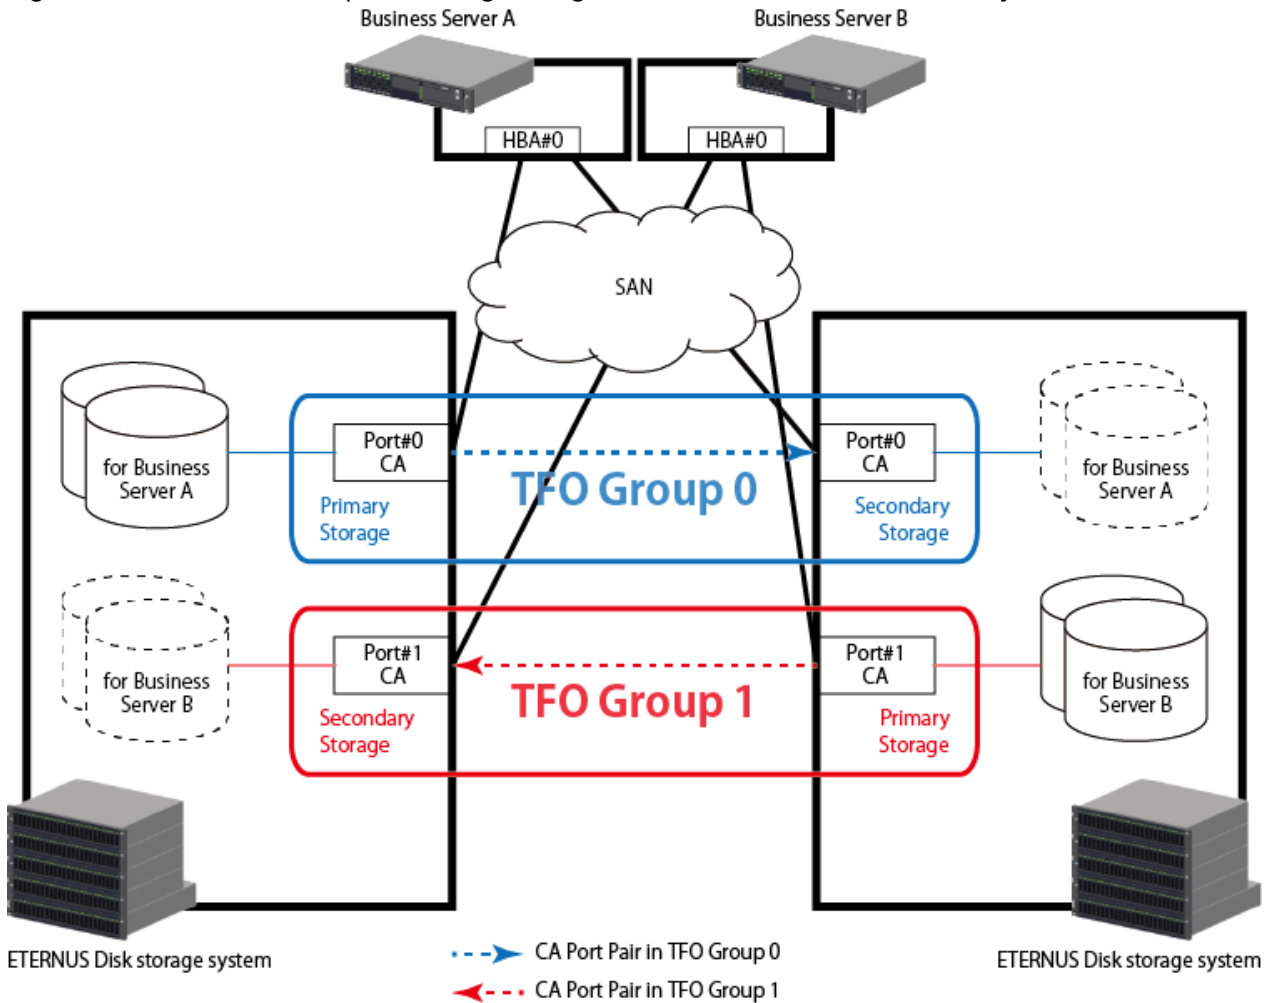 Business Server A
Business Server B
HBA#0
HBA#0
SAN
for Business
Server A
Port#0
CA
Primary
Storage
TFO Group 0
Port#0
CA
Secondary
Storage
for Business
Server A
for Business
Server B
Port#1
CA
Secondary
Storage
TFO Group 1
Port#1
CA
Primary
Storage
for Business
Server B
ETERNUS Disk storage system
CA Port Pair in TFO Group 0
CA Port Pair in TFO Group 1
ETERNUS Disk storage system